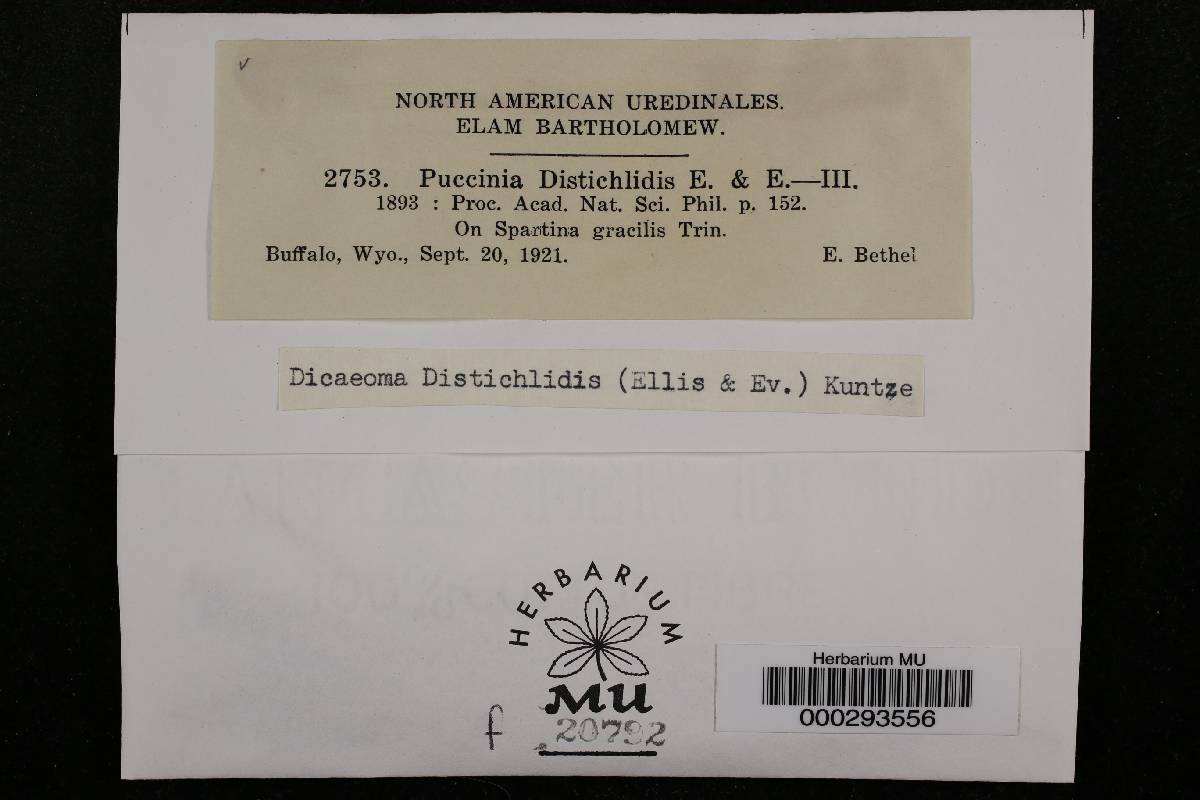 NORTH AMERICAN UREDINALES.
ELAM BARTHOLOMEW.
2753. Puccinia Distichlidis E. & E.—III.
1893 : Proc. Acad. Nat. Sci. Phil. p. 152.
On Spartina gracilis Trin.
Buffalo, Wyo., Sept. 20, 1921. E. Bethel
Dicaeoma Distichlidis (Ellis & Ev.) Kuntze
HERBARIUM
MU
f 20792
Herbarium MU
000293556